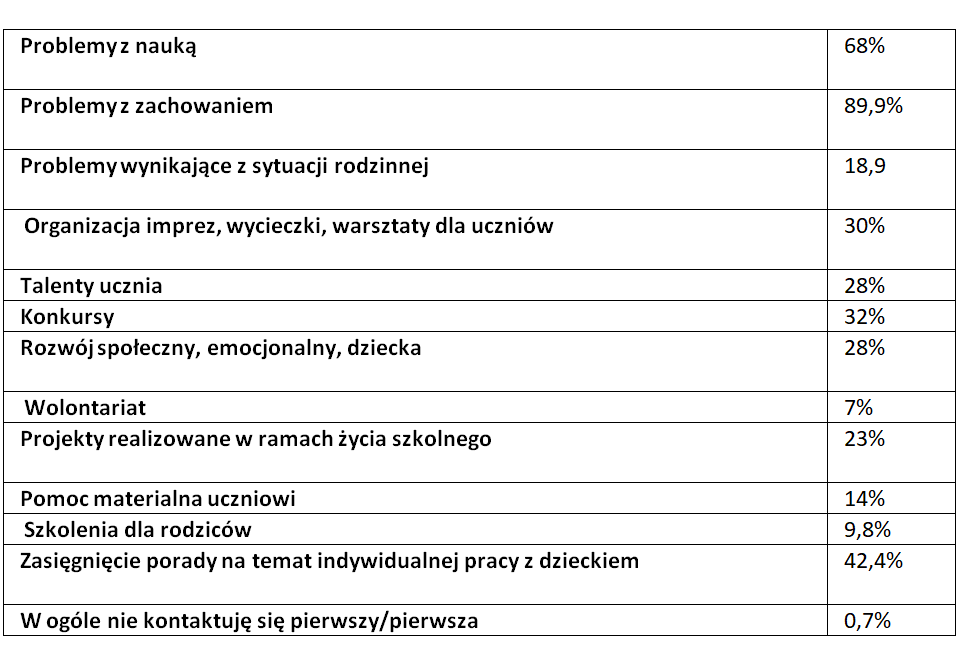 Problemy z nauką 68%
Problemy z zachowaniem 89,9%
Problemy wynikające z sytuacji rodzinnej 18,9
Organizacja imprez, wycieczki, warsztaty dla uczniów 30%
Talenty ucznia 28%
Konkursy 32%
Rozwój społeczny, emocjonalny, dziecka 28%
Wolontariat 7%
Projekty realizowane w ramach życia szkolnego 23%
Pomoc materialna uczniowi 14%
Szkolenia dla rodziców 9,8%
Zasięgnięcie porady na temat indywidualnej pracy z dzieckiem 42,4%
W ogóle nie kontaktuję się pierwszy/pierwsza 0,7%